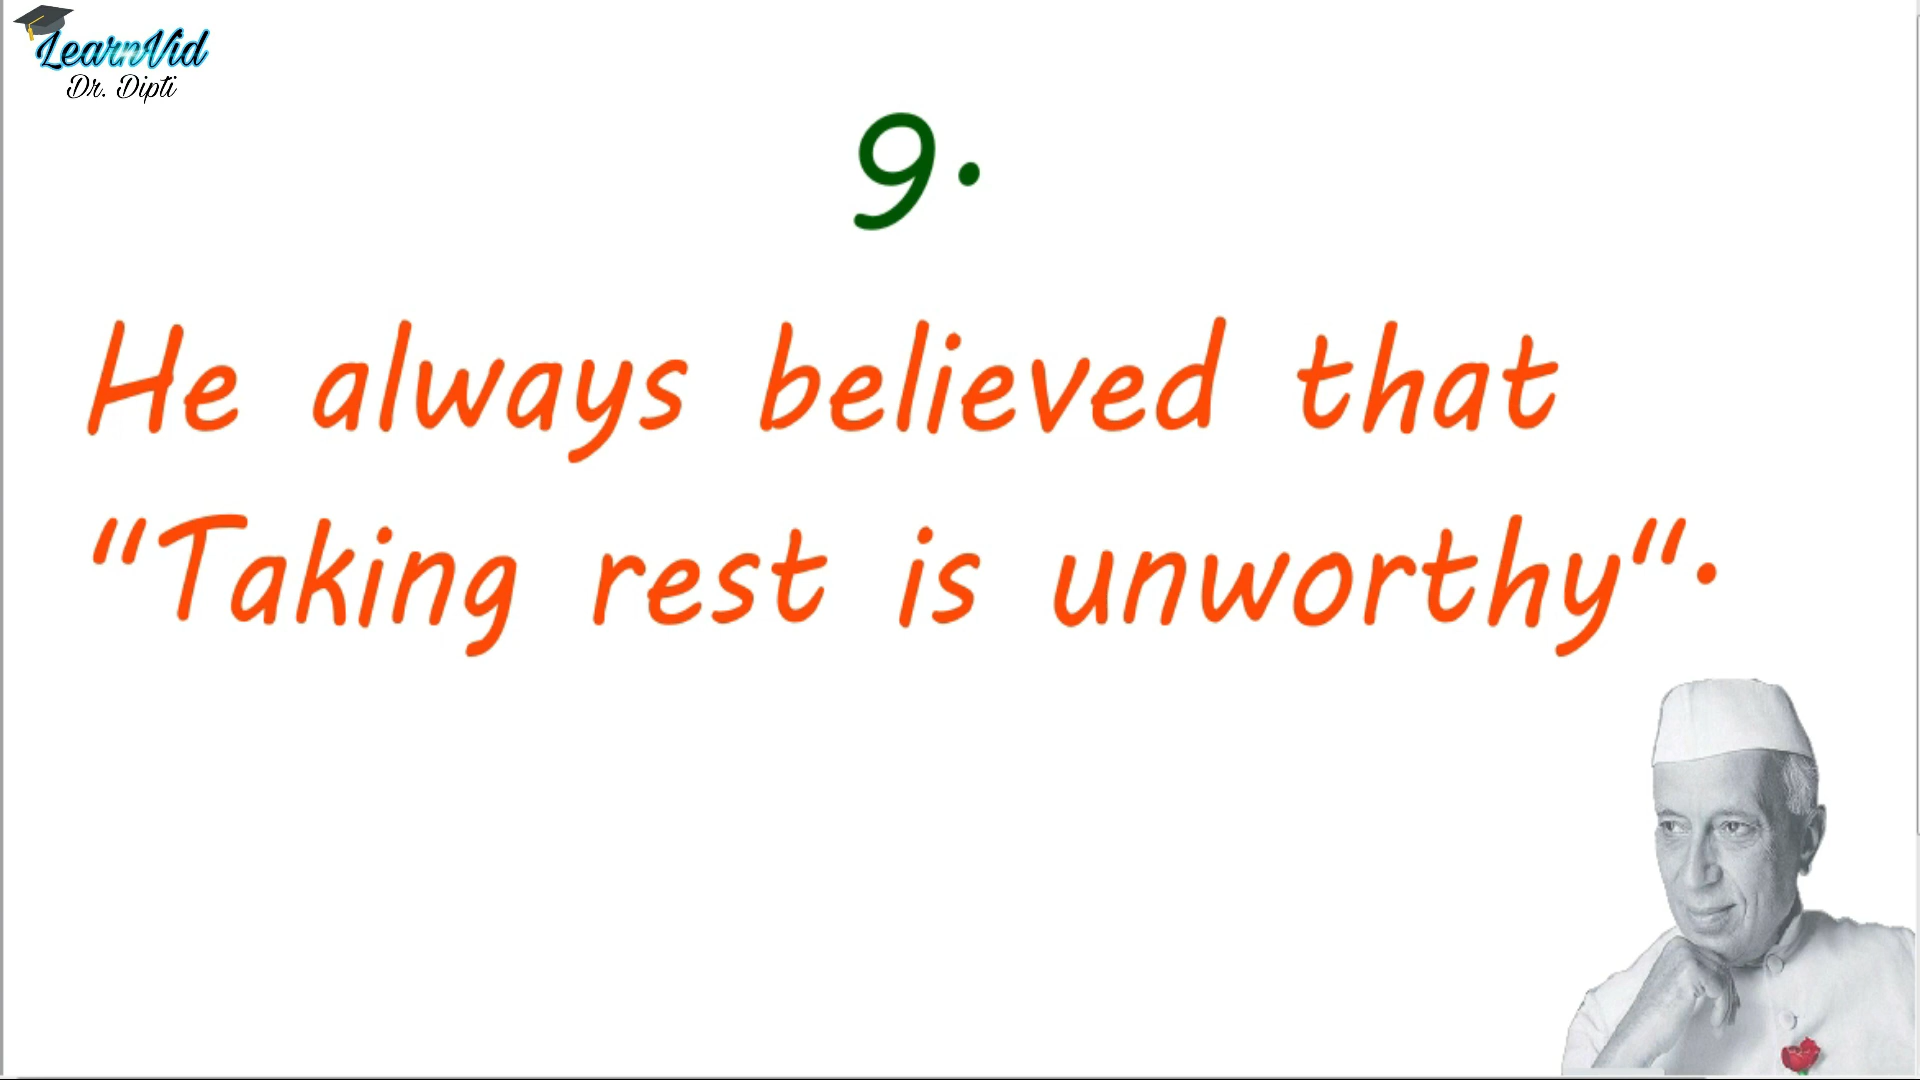 LearnVid
Dr. Dipti
9.
He always believed that
"Taking rest is unworthy".